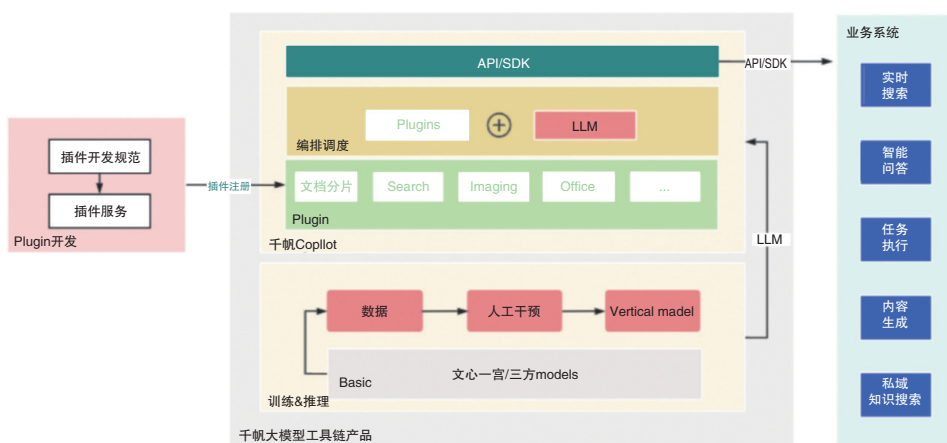 插件开发规范
插件服务
Plugin开发
插件注册
API/SDK
Plugins
LLM
编排调度
文档分片
Search
Imaging
Office
...
Plugin
千帆Copllot
数据
人工干预
Vertical madel
文心一宫/三方models
Basic
训练&推理
千帆大模型工具链产品
LLM
API/SDK
业务系统
实时
搜索
智能
问答
任务
执行
内容
生成
私域
知识搜索